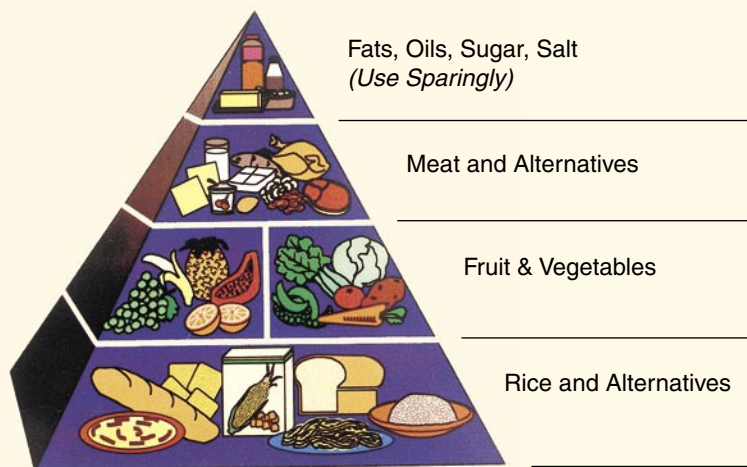 Fats, Oils, Sugar, Salt
(Use Sparingly)
Meat and Alternatives
Fruit & Vegetables
Rice and Alternatives